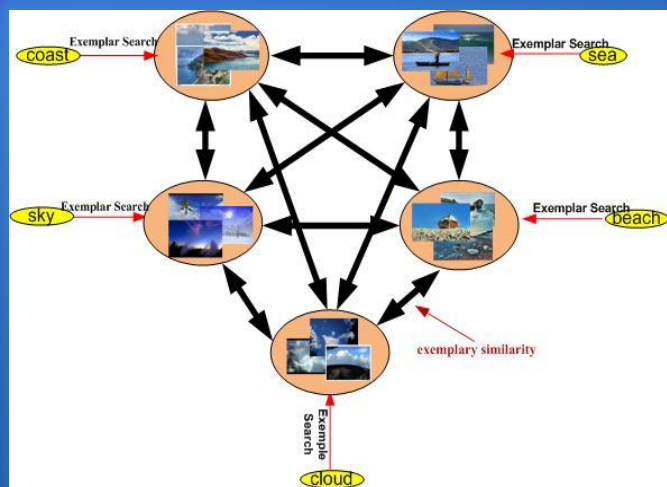 coast
Exemplar Search
Exemplar Search
sea
sky
Exemplar Search
Exemplar Search
beach
exemplary similarity
Exemple
Search
cloud